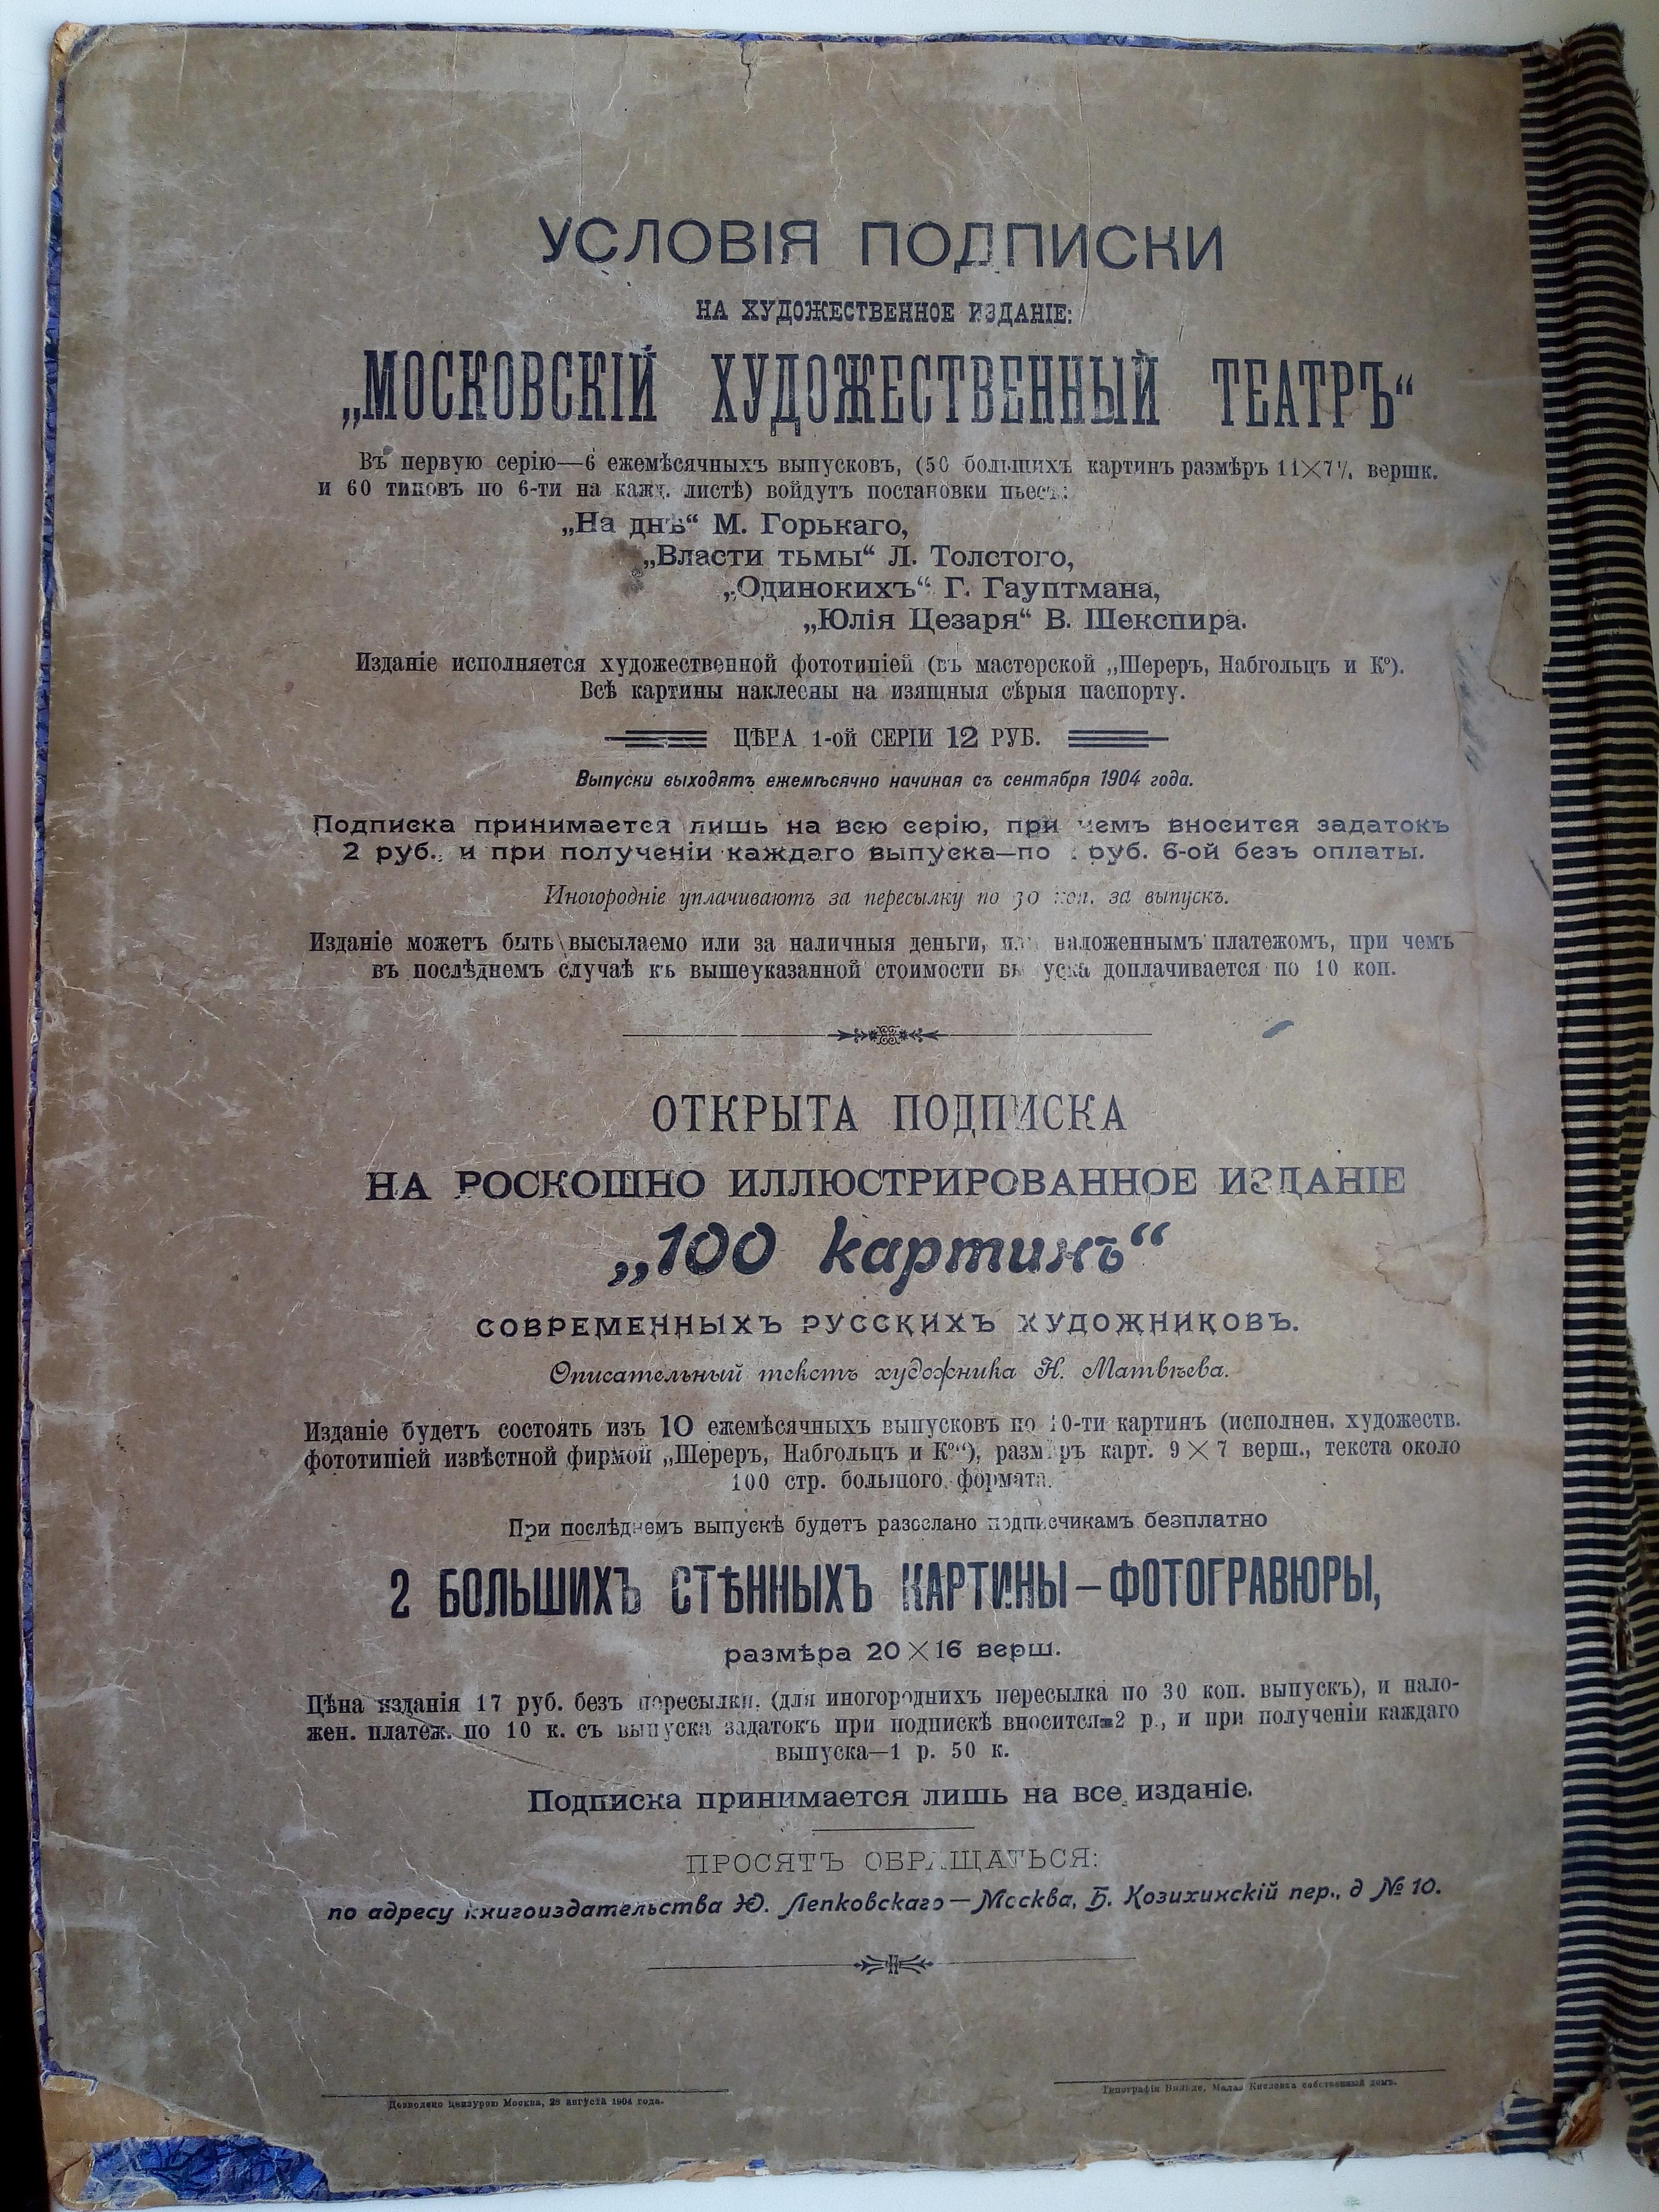 УСЛОВІЯ ПОДПИСКИ
НА ХУДОЖЕСТВЕННОЕ ИЗДАНІЕ:
„МОСКОВСКІЙ ХУДОЖЕСТВЕННЫЙ ТЕАТРЪ“
Въ первую серію—6 ежемѣсячныхъ выпусковъ, (50 большихъ картинъ размѣръ 11×7½ вершк.
и 60 типовъ по 6-ти на кажд. листѣ) войдутъ постановки пьесъ:
„На днѣ“ М. Горькаго,
„Власти тьмы“ Л. Толстого,
„Одинокихъ“ Г. Гауптмана,
„Юлія Цезаря“ В. Шекспира.
Изданіе исполняется художественной фототипіей (въ мастерской „Шереръ, Набгольцъ и Ко).
Всѣ картины наклеены на изящныя сѣрыя паспорту.
ЦѢНА 1-ой СЕРІИ 12 РУБ.
Выпуски выходятъ ежемѣсячно начиная съ сентября 1904 года.
Подписка принимается лишь на всю серію, при чемъ вносится задатокъ
2 руб., и при полученіи каждаго выпуска—по руб. 6-ой безъ оплаты.
Иногородніе уплачиваютъ за пересылку по 30 коп. за выпускъ.
Изданіе можетъ быть высылаемо или за наличныя деньги, или наложеннымъ платежомъ, при чемъ
въ послѣднемъ случаѣ къ вышеуказанной стоимости выпуска доплачивается по 10 коп.
ОТКРЫТА ПОДПИСКА
НА РОСКОШНО ИЛЛЮСТРИРОВАННОЕ ИЗДАНІЕ
„100 картинъ“
СОВРЕМЕННЫХЪ РУССКИХЪ ХУДОЖНИКОВЪ.
Описательный текстъ художника Н. Матвѣева.
Изданіе будетъ состоять изъ 10 ежемѣсячныхъ выпусковъ по 10-ти картинъ (исполнен. художеств.
фототипіей извѣстной фирмой „Шереръ, Набгольцъ и Ко“), размѣръ карт. 9×7 верш., текста около
100 стр. большого формата.
При послѣднемъ выпускѣ будетъ разослано подписчикамъ безплатно
2 БОЛЬШИХЪ СТѢННЫХЪ КАРТИНЫ—ФОТОГРАВЮРЫ,
размѣра 20×16 верш.
Цѣна изданія 17 руб. безъ пересылки. (для иногороднихъ пересылка по 30 коп. выпускъ), и нало-
жен. платеж. по 10 к. съ выпуска задатокъ при подпискѣ вносится 2 р., и при полученіи каждаго
выпуска—1 р. 50 к.
Подписка принимается лишь на все изданіе.
ПРОСЯТЪ ОБРАЩАТЬСЯ:
по адресу книгоиздательства Ю. Лепковскаго—Москва, Б. Козихинскій пер., д № 10.
Дозволено Цензурою Москва, 28 августа 1904 года.
Типографія Вильде, Малая Кисловка собственный домъ.